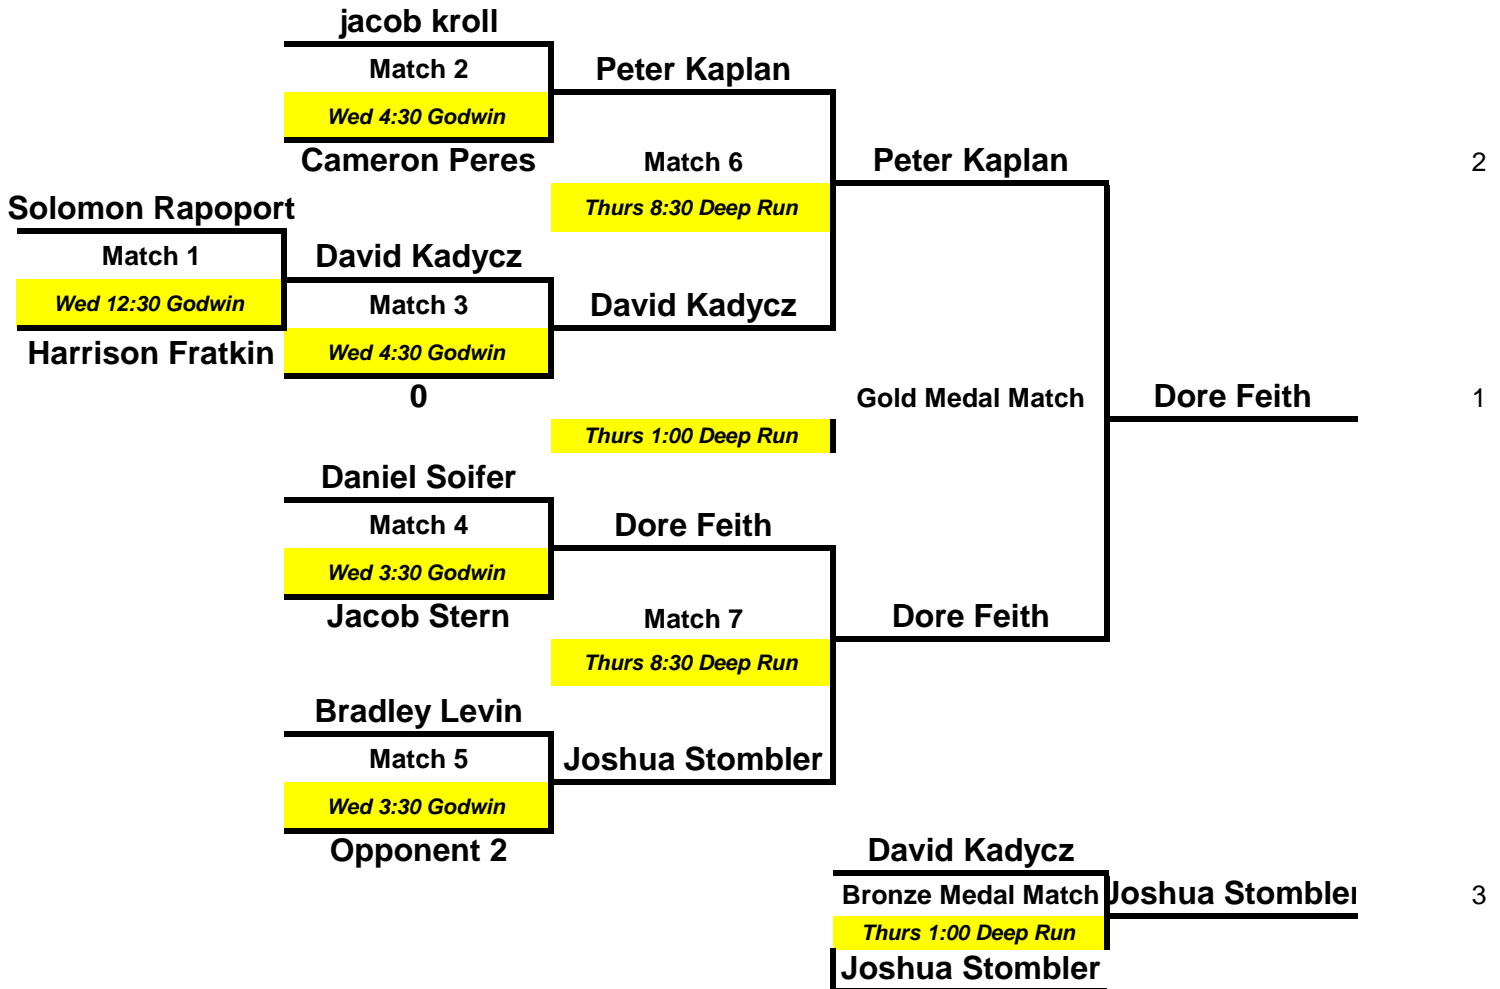 jacob kroll
Match 2
Peter Kaplan
Wed 4:30 Godwin
Cameron Peres
Match 6
Peter Kaplan
2
Solomon Rapoport
Thurs 8:30 Deep Run
Match 1
David Kadycz
Wed 12:30 Godwin
Match 3
David Kadycz
Harrison Fratkin
Wed 4:30 Godwin
0
Gold Medal Match
Dore Feith
1
Thurs 1:00 Deep Run
Daniel Soifer
Match 4
Dore Feith
Wed 3:30 Godwin
Jacob Stern
Match 7
Dore Feith
Thurs 8:30 Deep Run
Bradley Levin
Match 5
Joshua Stombler
Wed 3:30 Godwin
Opponent 2
David Kadycz
Bronze Medal Match
Joshua Stombler
3
Thurs 1:00 Deep Run
Joshua Stombler